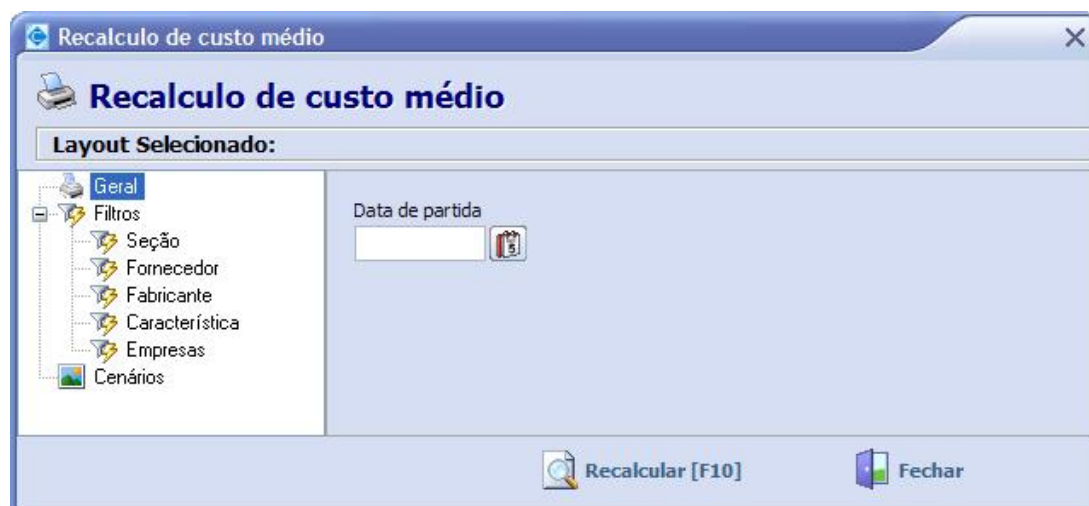 Recalculo de custo médio
Recalculo de custo médio
Layout Selecionado:
Geral
Filtros
Seção
Fornecedor
Fabricante
Característica
Empresas
Cenários
Data de partida
5
Recalcular [F10]
Fechar